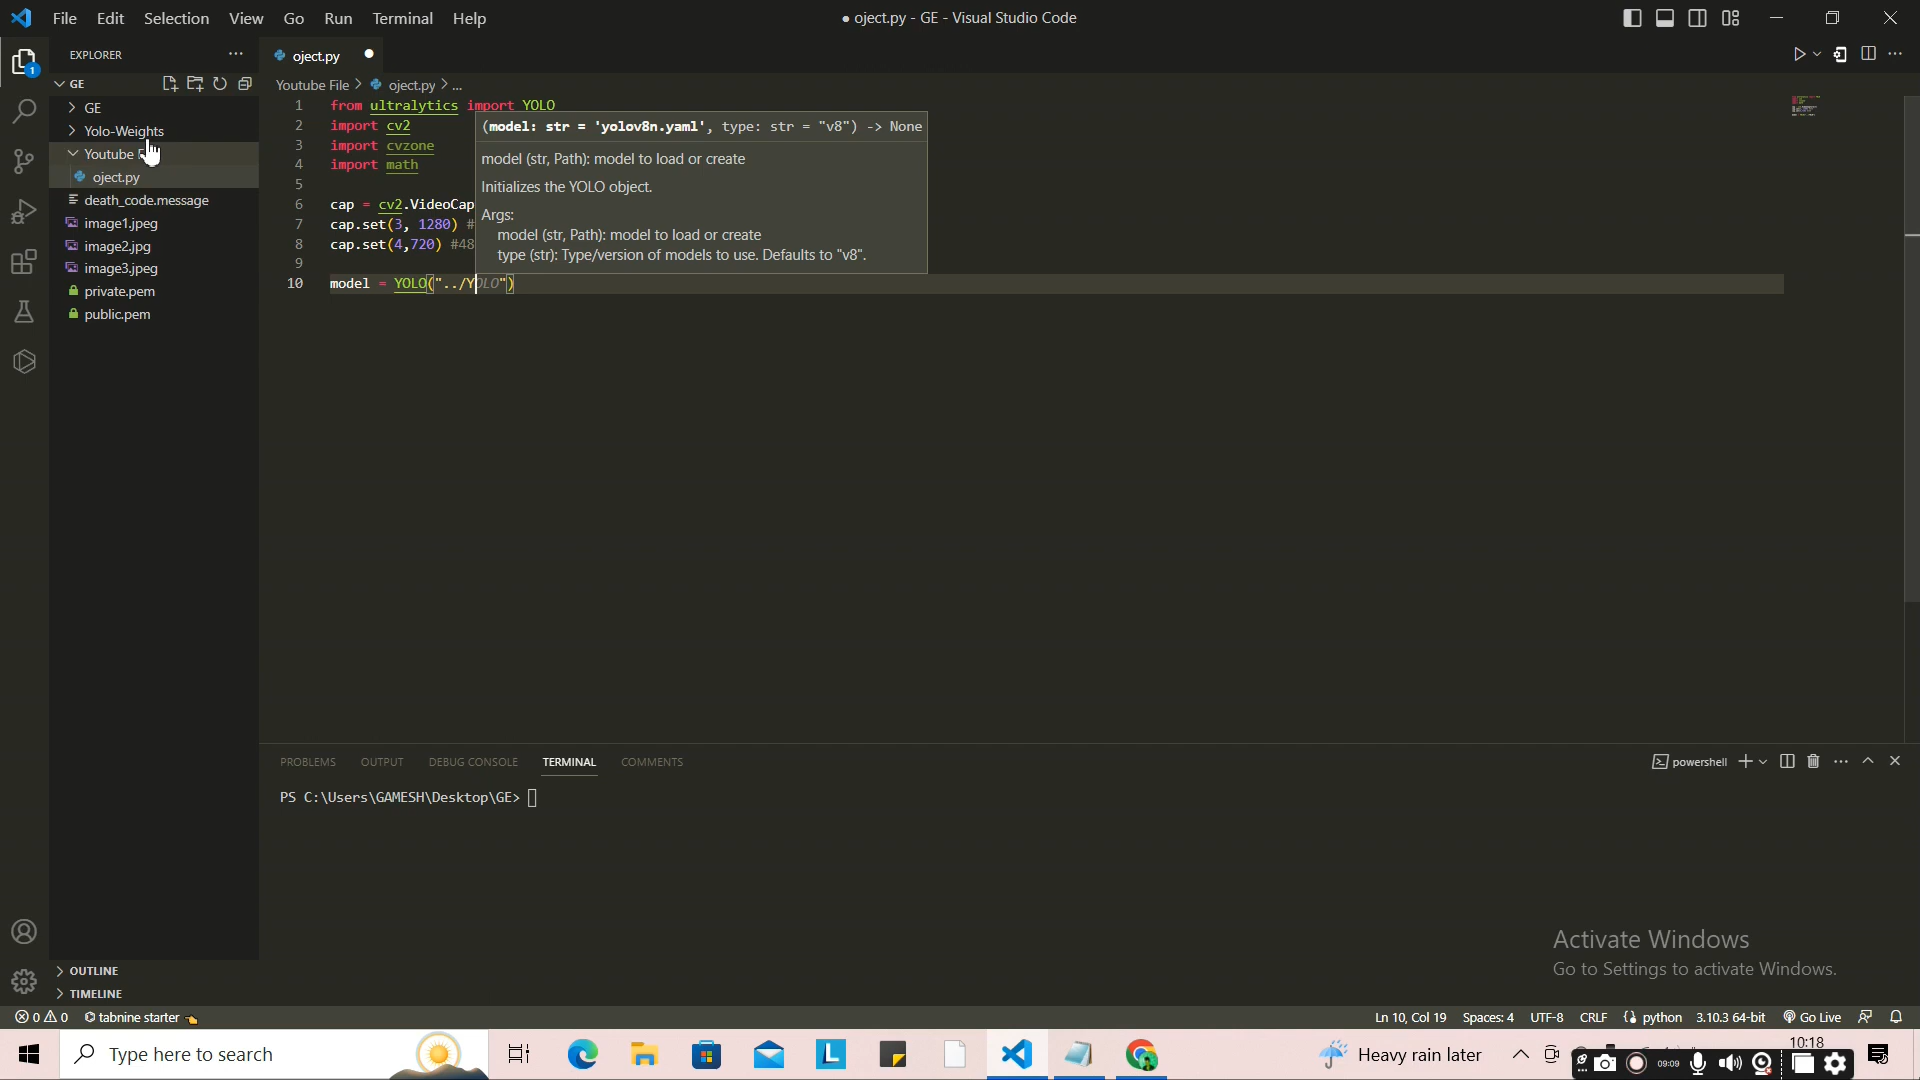 File Edit Selection View Go Run Terminal Help
● oject.py - GE - Visual Studio Code
EXPLORER
oject.py
GE
Youtube File > oject.py > ...
GE
Yolo-Weights
Youtube
oject.py
death_code.message
image1.jpeg
image2.jpg
image3.jpeg
private.pem
public.pem
1 from ultralytics import YOLO
2 import cv2
3 import cvzone
4 import math
5
6 cap = cv2.VideoCap
7 cap.set(3, 1280) #
8 cap.set(4,720) #48
9
10 model = YOLO("../YOLO")
(model: str = 'yolov8n.yaml', type: str = "v8") -> None
model (str, Path): model to load or create
Initializes the YOLO object.
Args:
model (str, Path): model to load or create
type (str): Type/version of models to use. Defaults to "v8".
PROBLEMS OUTPUT DEBUG CONSOLE TERMINAL COMMENTS
powershell
PS C:\Users\GAMESH\Desktop\GE>
Activate Windows
Go to Settings to activate Windows.
OUTLINE
TIMELINE
0 0 tabnine starter
Ln 10, Col 19 Spaces: 4 UTF-8 CRLF python 3.10.3 64-bit Go Live
Type here to search
Heavy rain later
10:18
09:09